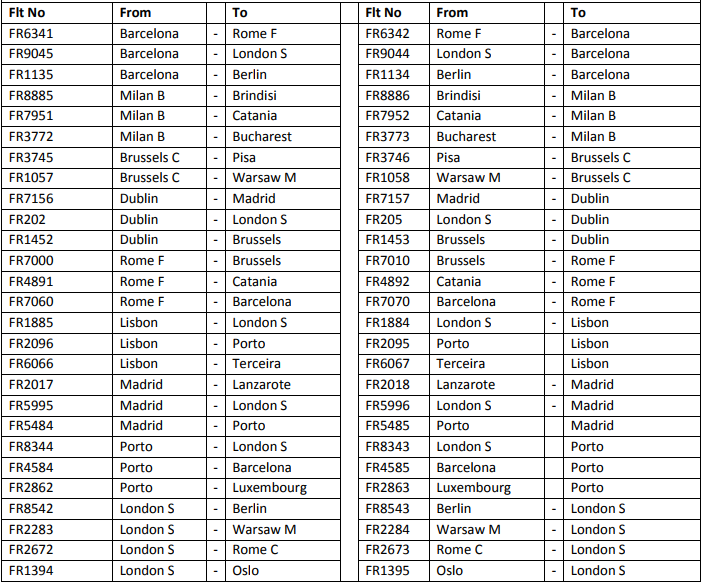 Flt No From To Flt No From To
FR6341 Barcelona - Rome F FR6342 Rome F - Barcelona
FR9045 Barcelona - London S FR9044 London S - Barcelona
FR1135 Barcelona - Berlin FR1134 Berlin - Barcelona
FR8885 Milan B - Brindisi FR8886 Brindisi - Milan B
FR7951 Milan B - Catania FR7952 Catania - Milan B
FR3772 Milan B - Bucharest FR3773 Bucharest - Milan B
FR3745 Brussels C - Pisa FR3746 Pisa - Brussels C
FR1057 Brussels C - Warsaw M FR1058 Warsaw M - Brussels C
FR7156 Dublin - Madrid FR7157 Madrid - Dublin
FR202 Dublin - London S FR205 London S - Dublin
FR1452 Dublin - Brussels FR1453 Brussels - Dublin
FR7000 Rome F - Brussels FR7010 Brussels - Rome F
FR4891 Rome F - Catania FR4892 Catania - Rome F
FR7060 Rome F - Barcelona FR7070 Barcelona - Rome F
FR1885 Lisbon - London S FR1884 London S - Lisbon
FR2096 Lisbon - Porto FR2095 Porto Lisbon
FR6066 Lisbon - Terceira FR6067 Terceira Lisbon
FR2017 Madrid - Lanzarote FR2018 Lanzarote - Madrid
FR5995 Madrid - London S FR5996 London S - Madrid
FR5484 Madrid - Porto FR5485 Porto Madrid
FR8344 Porto - London S FR8343 London S Porto
FR4584 Porto - Barcelona FR4585 Barcelona Porto
FR2862 Porto - Luxembourg FR2863 Luxembourg Porto
FR8542 London S - Berlin FR8543 Berlin - London S
FR2283 London S - Warsaw M FR2284 Warsaw M - London S
FR2672 London S - Rome C FR2673 Rome C - London S
FR1394 London S - Oslo FR1395 Oslo - London S